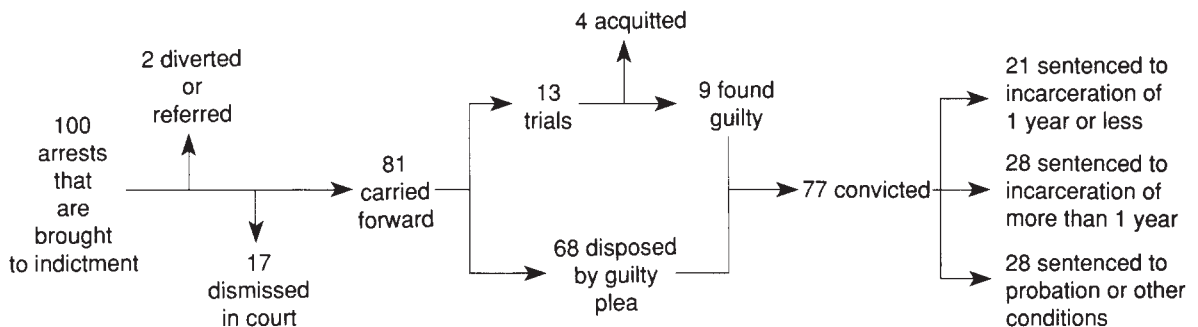 100
arrests
that
are
brought
to indictment
2 diverted
or
referred
17
dismissed
in court
81
carried
forward
13
trials
4 acquitted
9 found
guilty
68 disposed
by guilty
plea
77 convicted
21 sentenced to
incarceration of
1 year or less
28 sentenced to
incarceration of
more than 1 year
28 sentenced to
probation or other
conditions